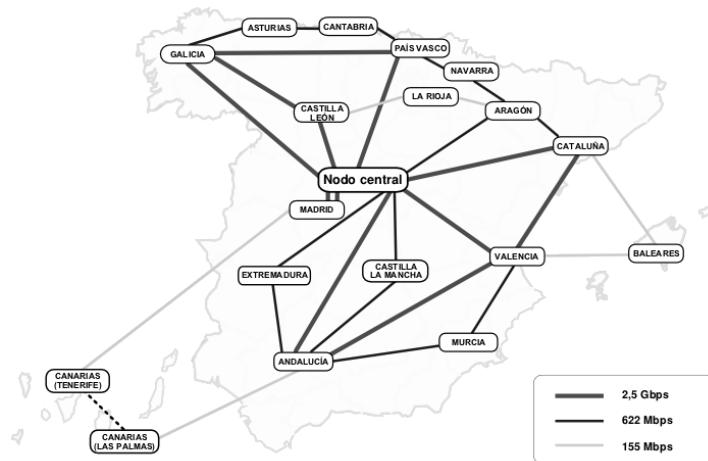 ASTURIAS
CANTABRIA
GALICIA
PAÍS VASCO
NAVARRA
LA RIOJA
CASTILLA
LEÓN
ARAGÓN
CATALUÑA
Nodo central
MADRID
VALENCIA
BALEARES
EXTREMADURA
CASTILLA
LA MANCHA
MURCIA
ANDALUCÍA
CANARIAS
(TENERIFE)
CANARIAS
(LAS PALMAS)
2,5 Gbps
622 Mbps
155 Mbps